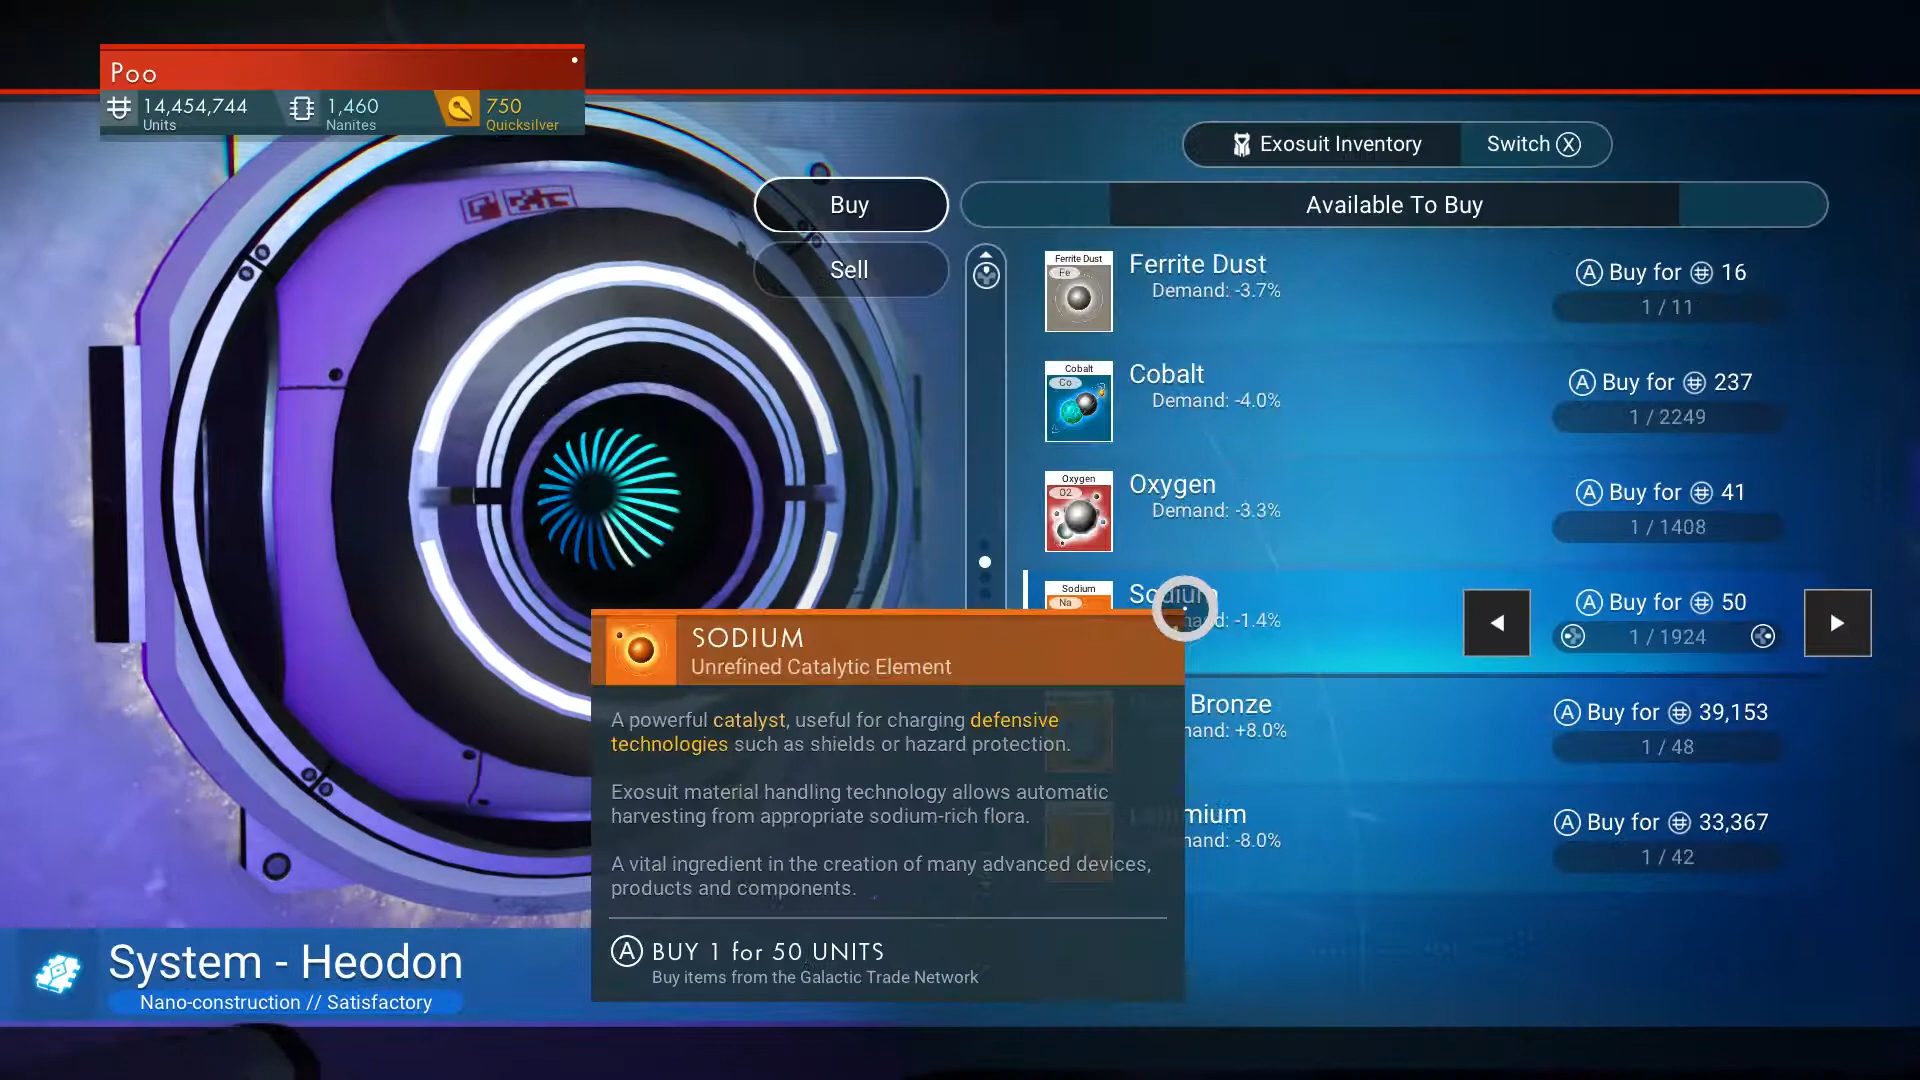 Poo
14,454,744
Units
1,460
Nanites
750
Quicksilver
Exosuit Inventory
Switch X
Buy
Sell
Available To Buy
Ferrite Dust
Fe
Ferrite Dust
Demand: -3.7%
A Buy for 16
1 / 11
Cobalt
Co
Cobalt
Demand: -4.0%
A Buy for 237
1 / 2249
Oxygen
O2
Oxygen
Demand: -3.3%
A Buy for 41
1 / 1408
Sodium
Na
Sodium
-1.4%
A Buy for 50
1 / 1924
Bronze
+8.0%
A Buy for 39,153
1 / 48
-8.0%
A Buy for 33,367
1 / 42
SODIUM
Unrefined Catalytic Element
A powerful catalyst, useful for charging defensive
technologies such as shields or hazard protection.
Exosuit material handling technology allows automatic
harvesting from appropriate sodium-rich flora.
A vital ingredient in the creation of many advanced devices,
products and components.
A BUY 1 for 50 UNITS
Buy items from the Galactic Trade Network
System - Heodon
Nano-construction // Satisfactory